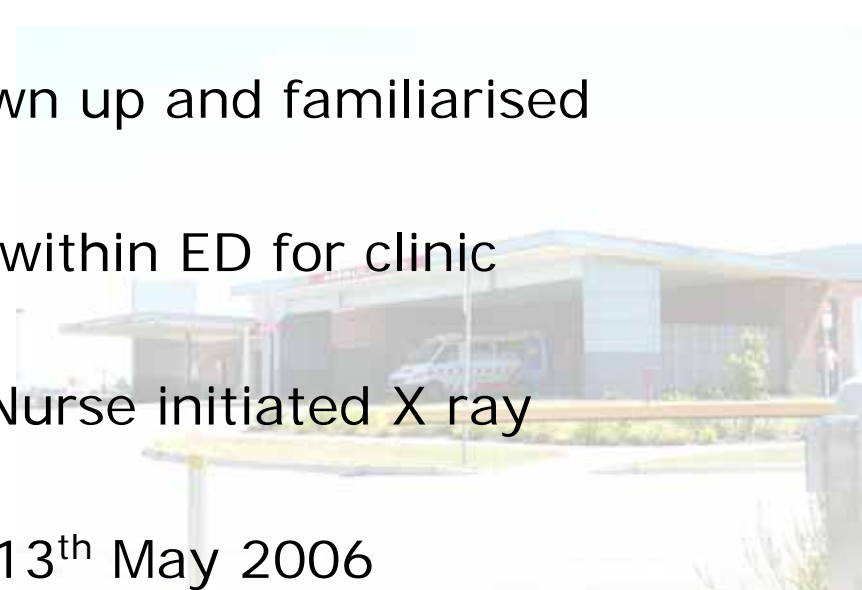 wn up and familiarised
within ED for clinic
Nurse initiated X ray
13th May 2006